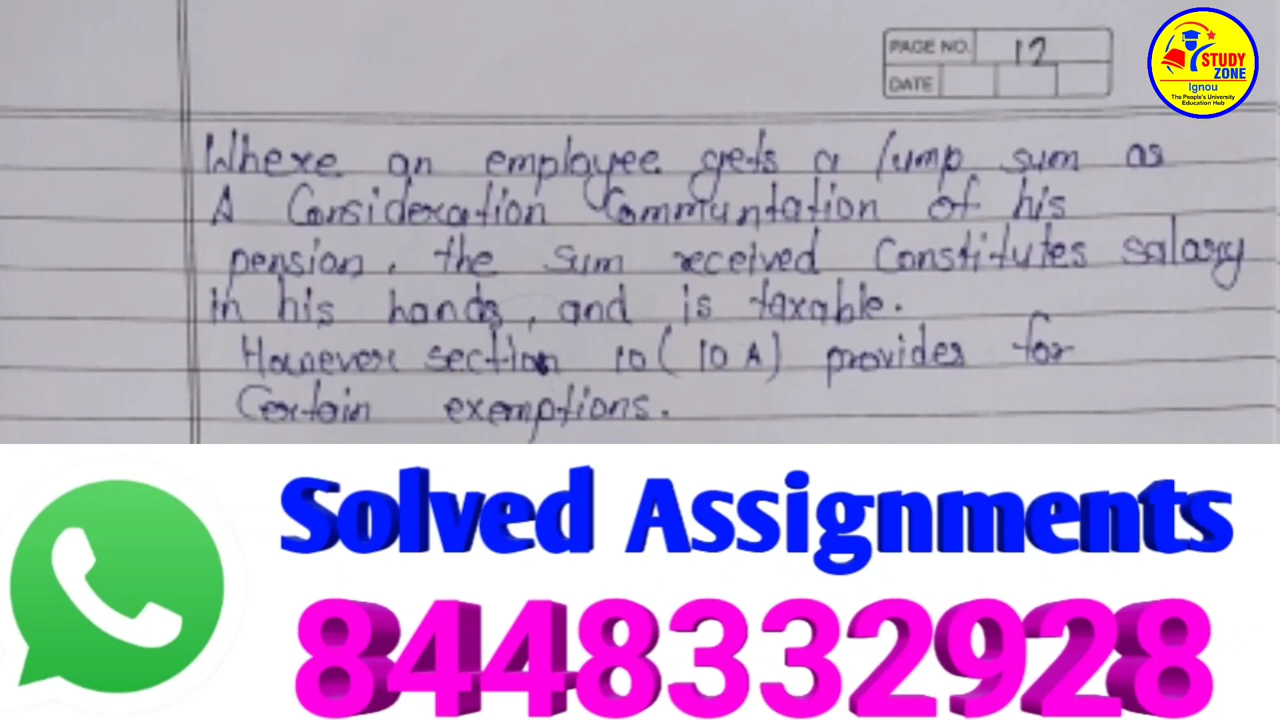 PAGE NO. 12
DATE
STUDY
ZONE
Ignou
The People's University
Education Hub
Where an employee gets a lump sum as
A Consideration Communtation of his
pension, the sum received Constitutes salary
in his hands, and is taxable.
However section 10 (10A) provides for
Certain exemptions.
Solved Assignments
8448332928